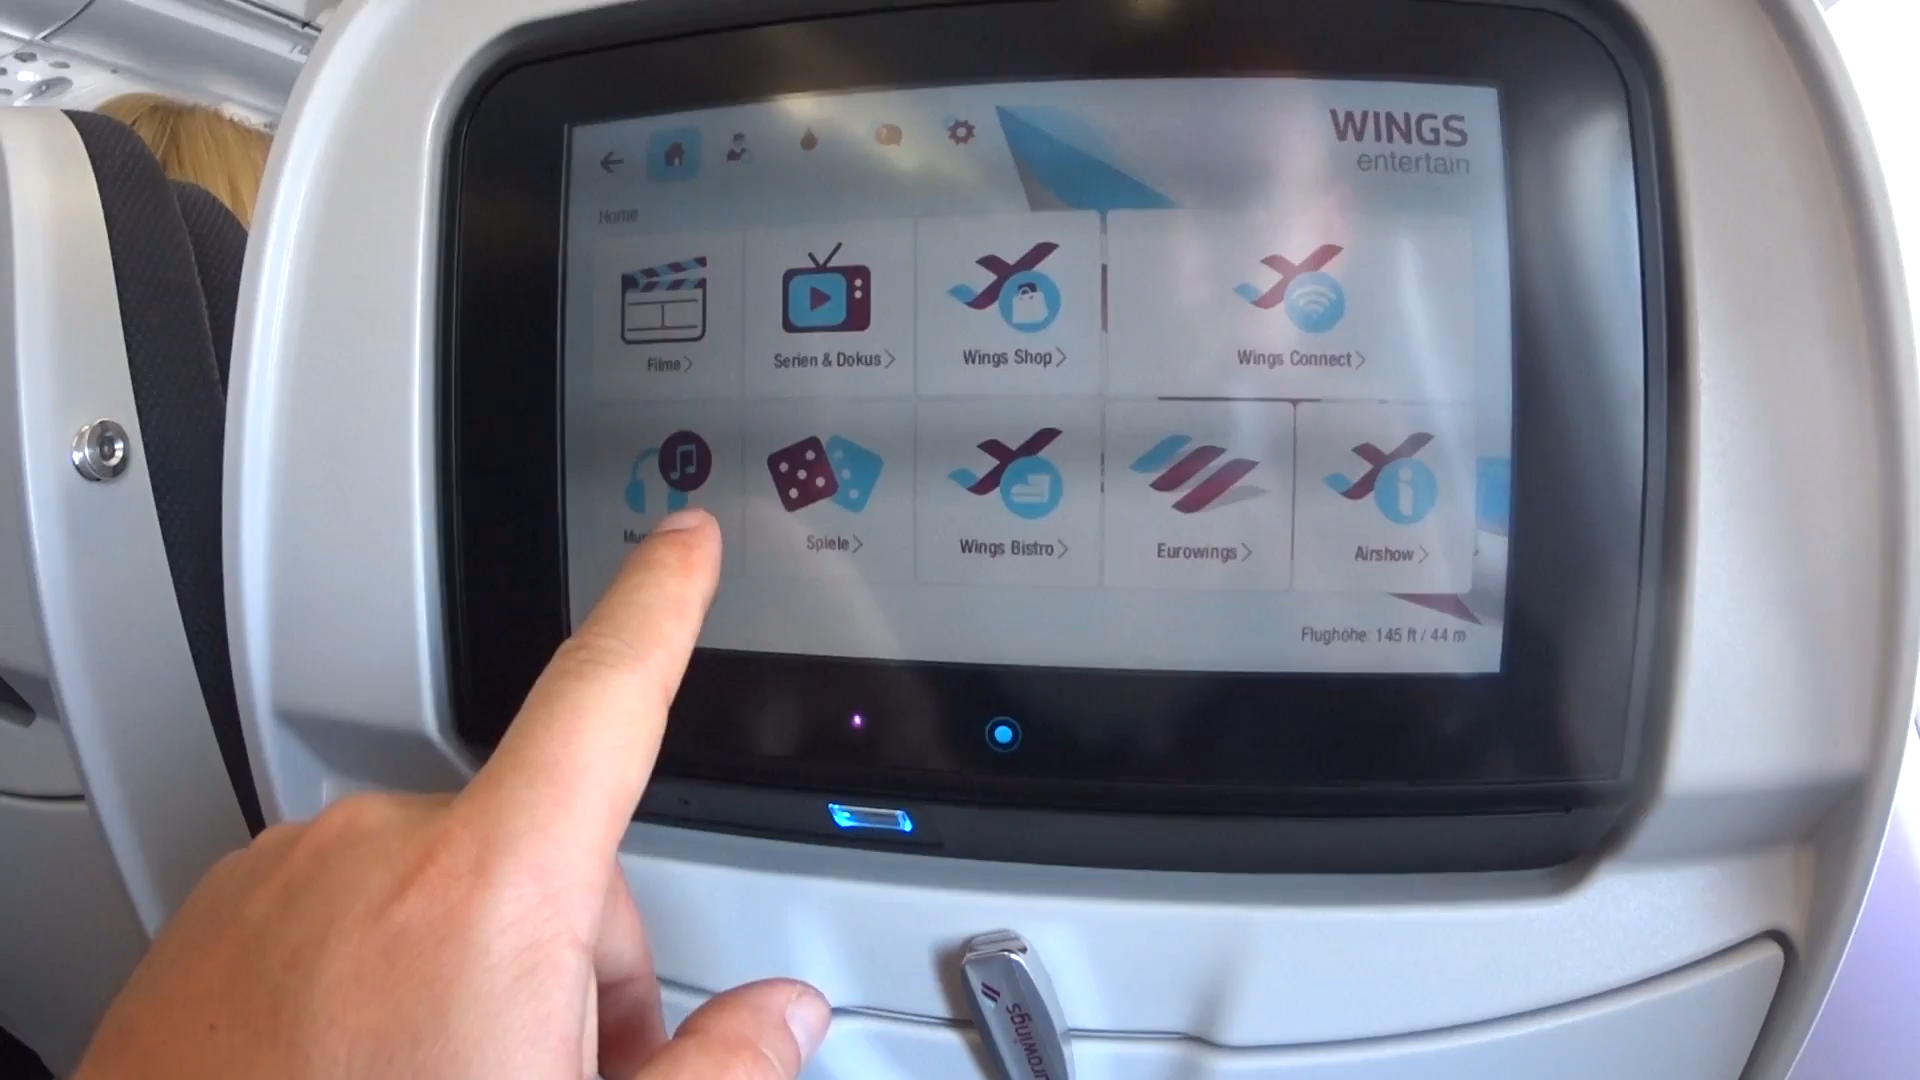 WINGS
entertain
Home
Filme
Serien & Dokus
Wings Shop
Wings Connect
Spiele
Wings Bistro
Eurowings
Airshow
Flughöhe: 145 ft / 44 m